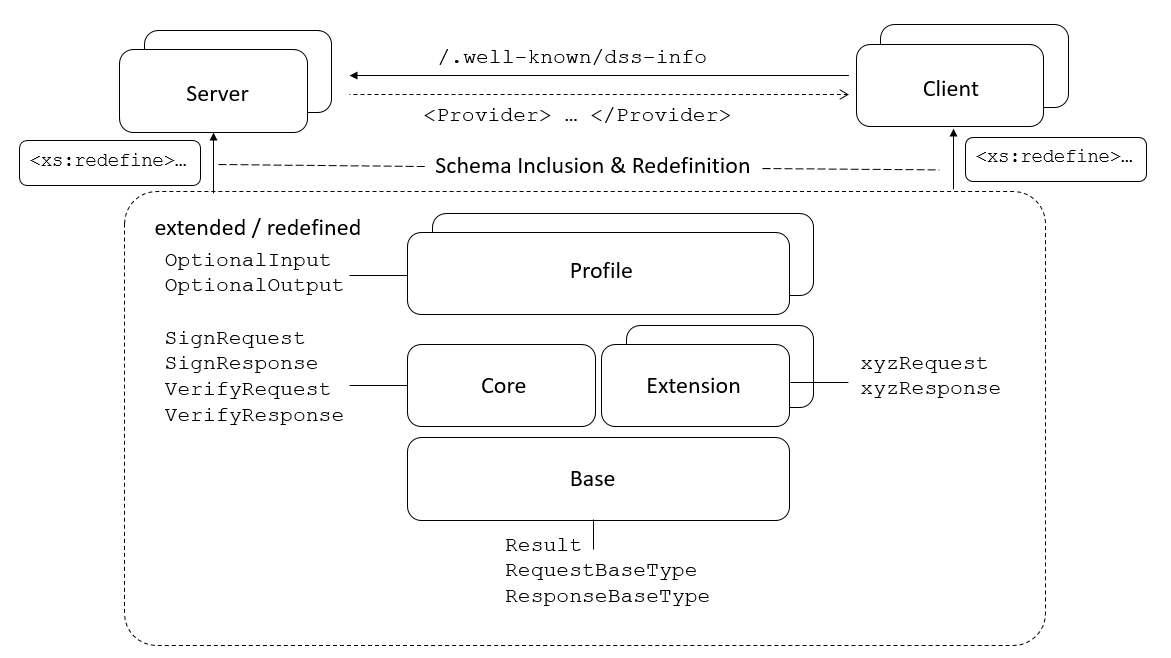 /.well-known/dss-info
Server
Client
<Provider> … </Provider>
<xs:redefine>…
Schema Inclusion & Redefinition
<xs:redefine>…
extended / redefined
OptionalInput
OptionalOutput
Profile
SignRequest
SignResponse
VerifyRequest
VerifyResponse
Core
Extension
xyzRequest
xyzResponse
Base
Result
RequestBaseType
ResponseBaseType